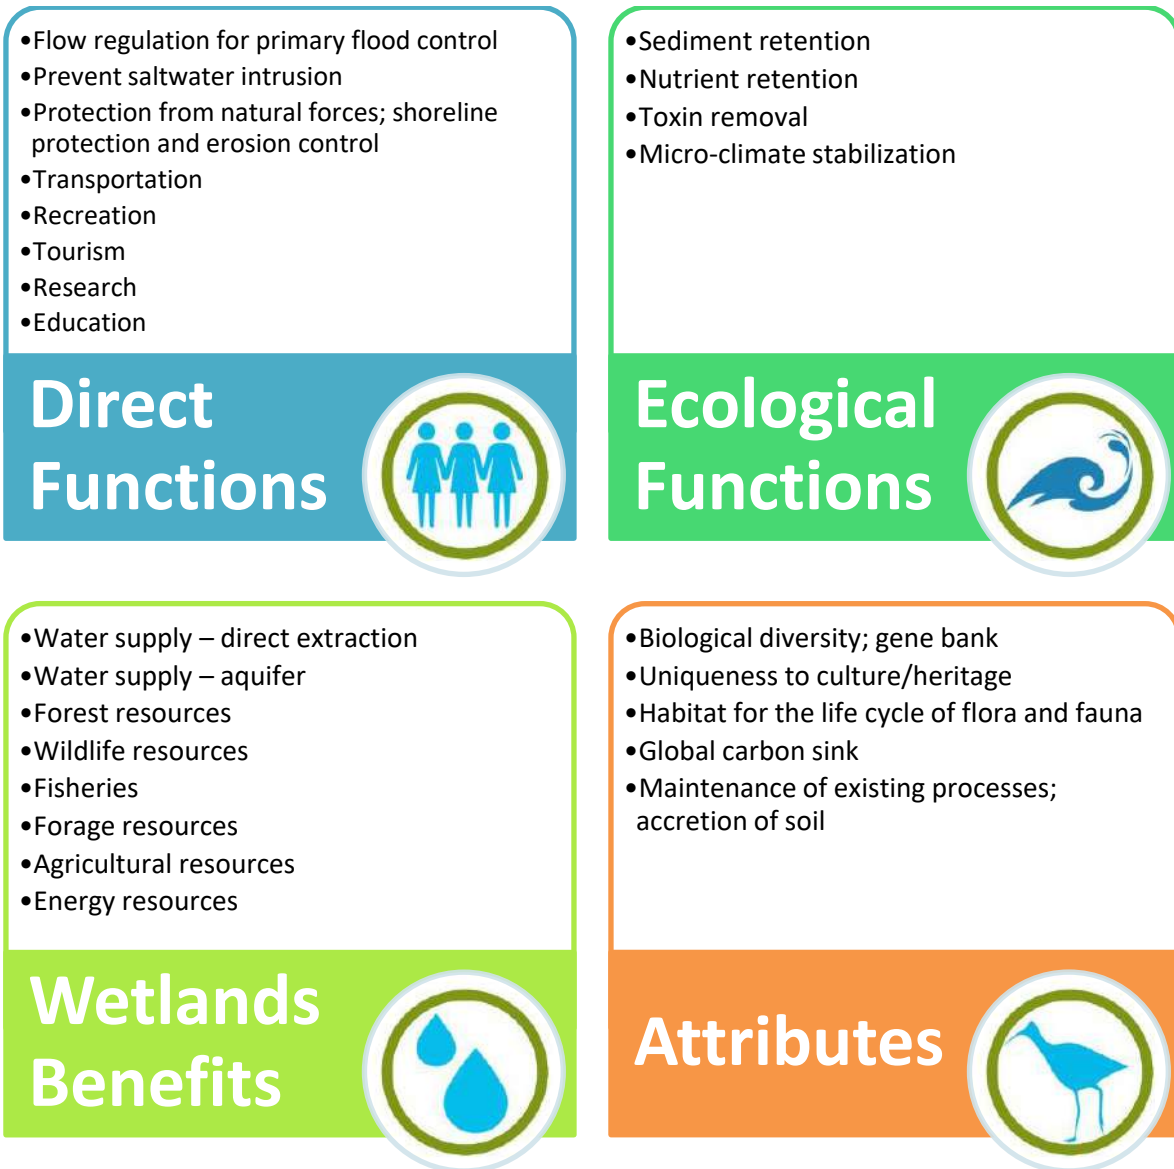 •Flow regulation for primary flood control
•Prevent saltwater intrusion
•Protection from natural forces; shoreline
protection and erosion control
•Transportation
•Recreation
•Tourism
•Research
•Education
Direct
Functions
•Sediment retention
•Nutrient retention
•Toxin removal
•Micro-climate stabilization
Ecological
Functions
•Water supply – direct extraction
•Water supply – aquifer
•Forest resources
•Wildlife resources
•Fisheries
•Forage resources
•Agricultural resources
•Energy resources
Wetlands
Benefits
•Biological diversity; gene bank
•Uniqueness to culture/heritage
•Habitat for the life cycle of flora and fauna
•Global carbon sink
•Maintenance of existing processes;
accretion of soil
Attributes